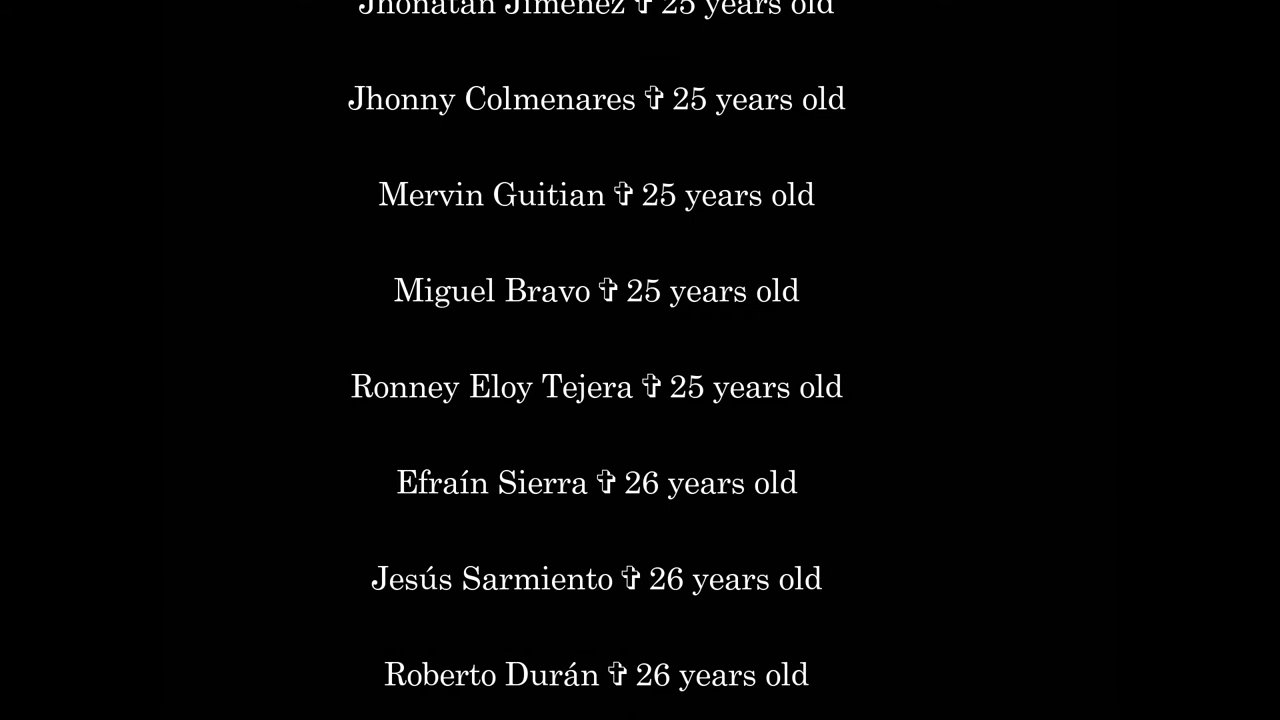 Jhonatan Jiménez ✞ 25 years old
Jhonny Colmenares ✞ 25 years old
Mervin Guitian ✞ 25 years old
Miguel Bravo ✞ 25 years old
Ronney Eloy Tejera ✞ 25 years old
Efraín Sierra ✞ 26 years old
Jesús Sarmiento ✞ 26 years old
Roberto Durán ✞ 26 years old